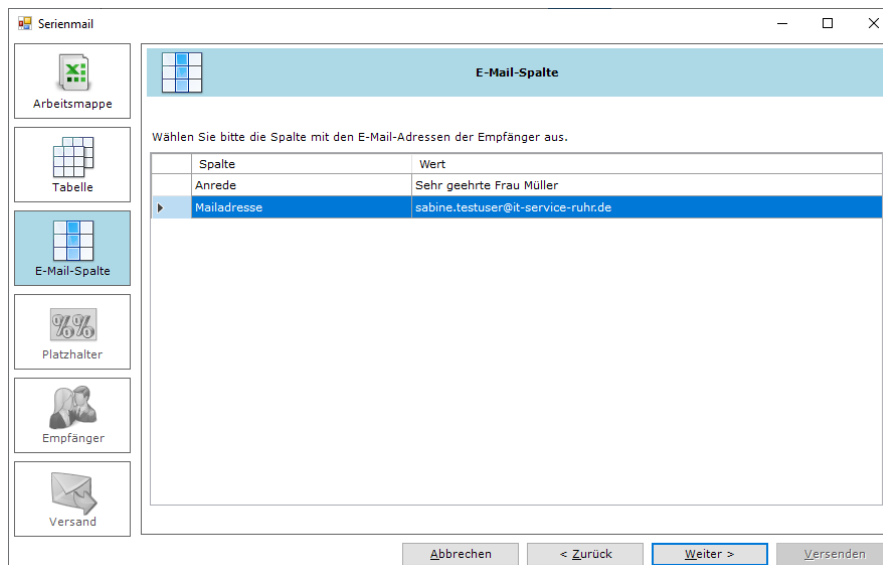 Serienmail
Arbeitsmappe
Tabelle
E-Mail-Spalte
Platzhalter
Empfänger
Versand
E-Mail-Spalte
Wählen Sie bitte die Spalte mit den E-Mail-Adressen der Empfänger aus.
Spalte Wert
Anrede Sehr geehrte Frau Müller
Mailadresse sabine.testuser@it-service-ruhr.de
Abbrechen < Zurück Weiter > Versenden